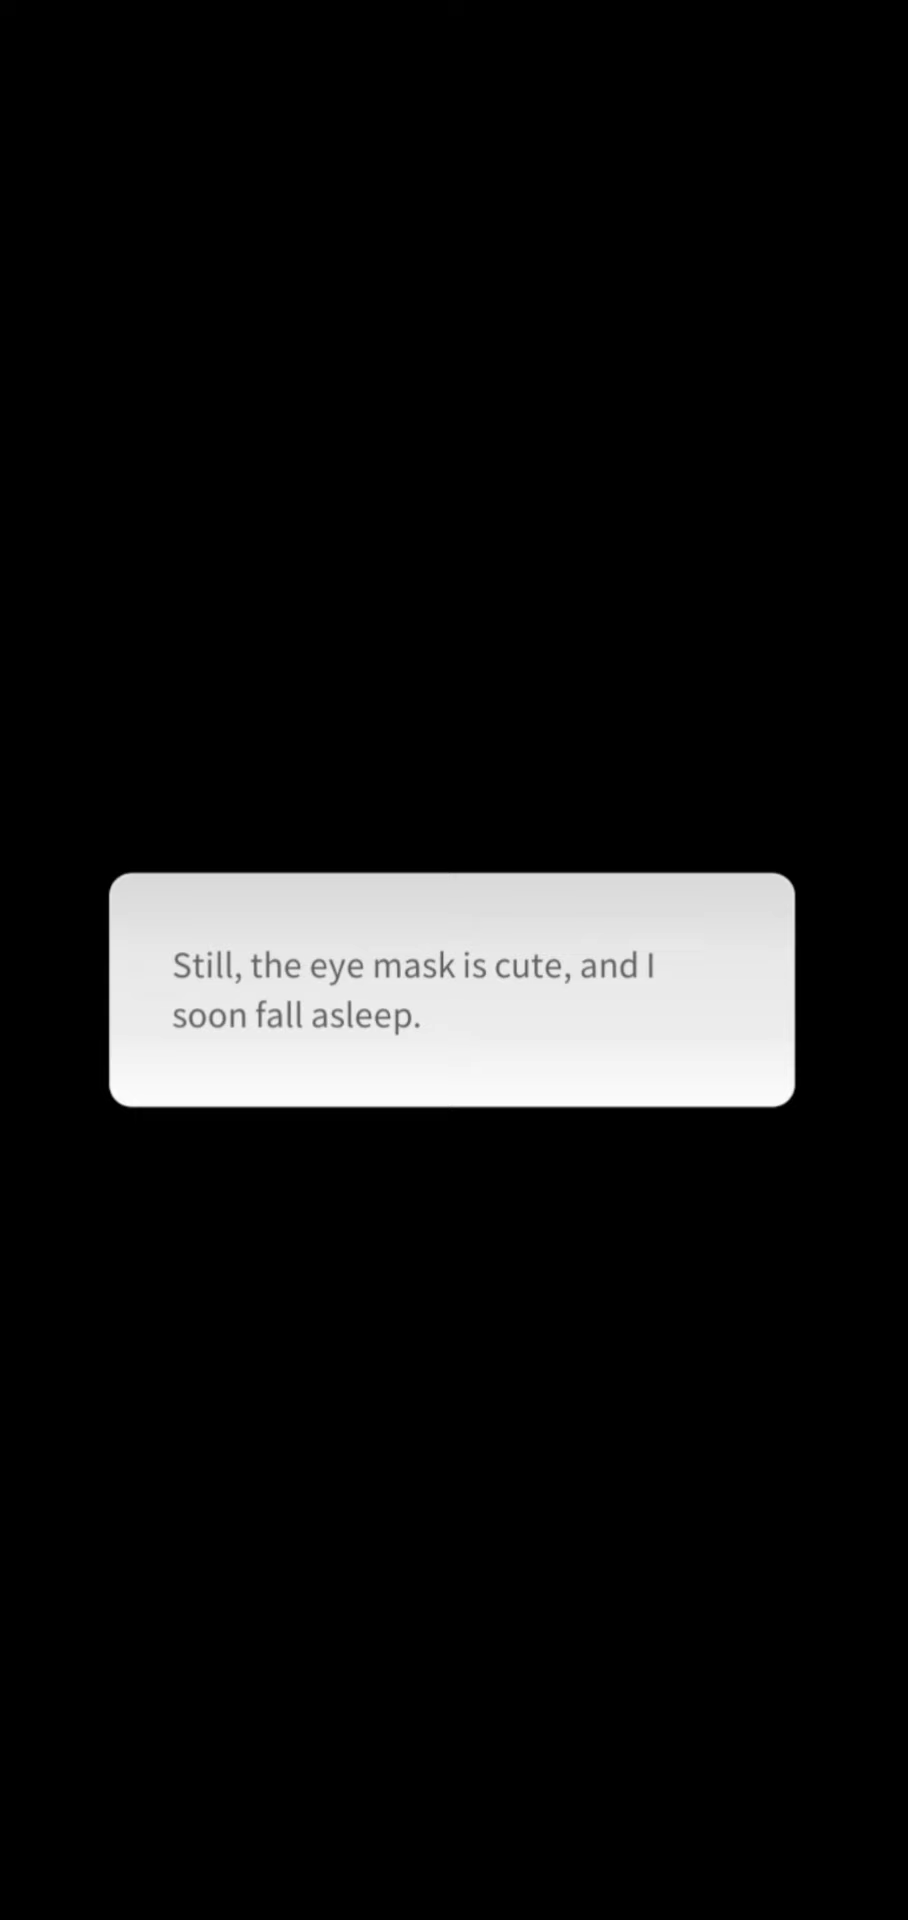 Still, the eye mask is cute, and I
soon fall asleep.